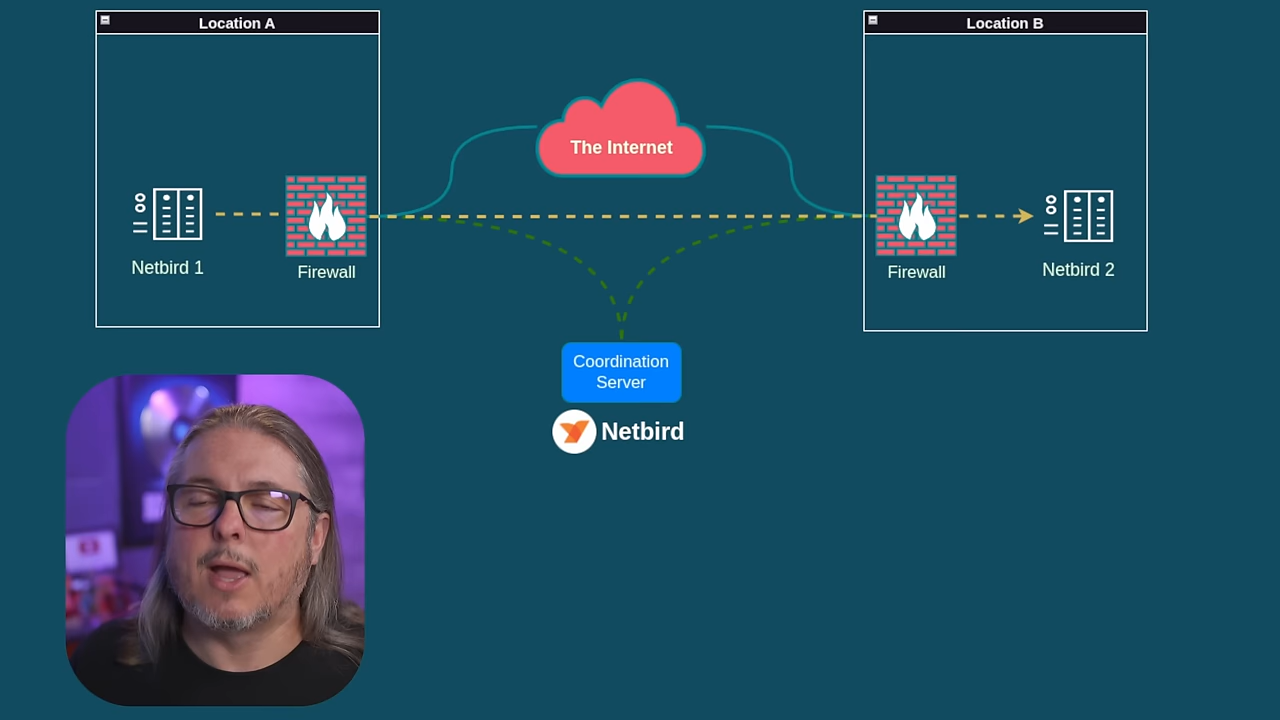 Location A
Location B
The Internet
Netbird 1
Firewall
Firewall
Netbird 2
Coordination
Server
Netbird